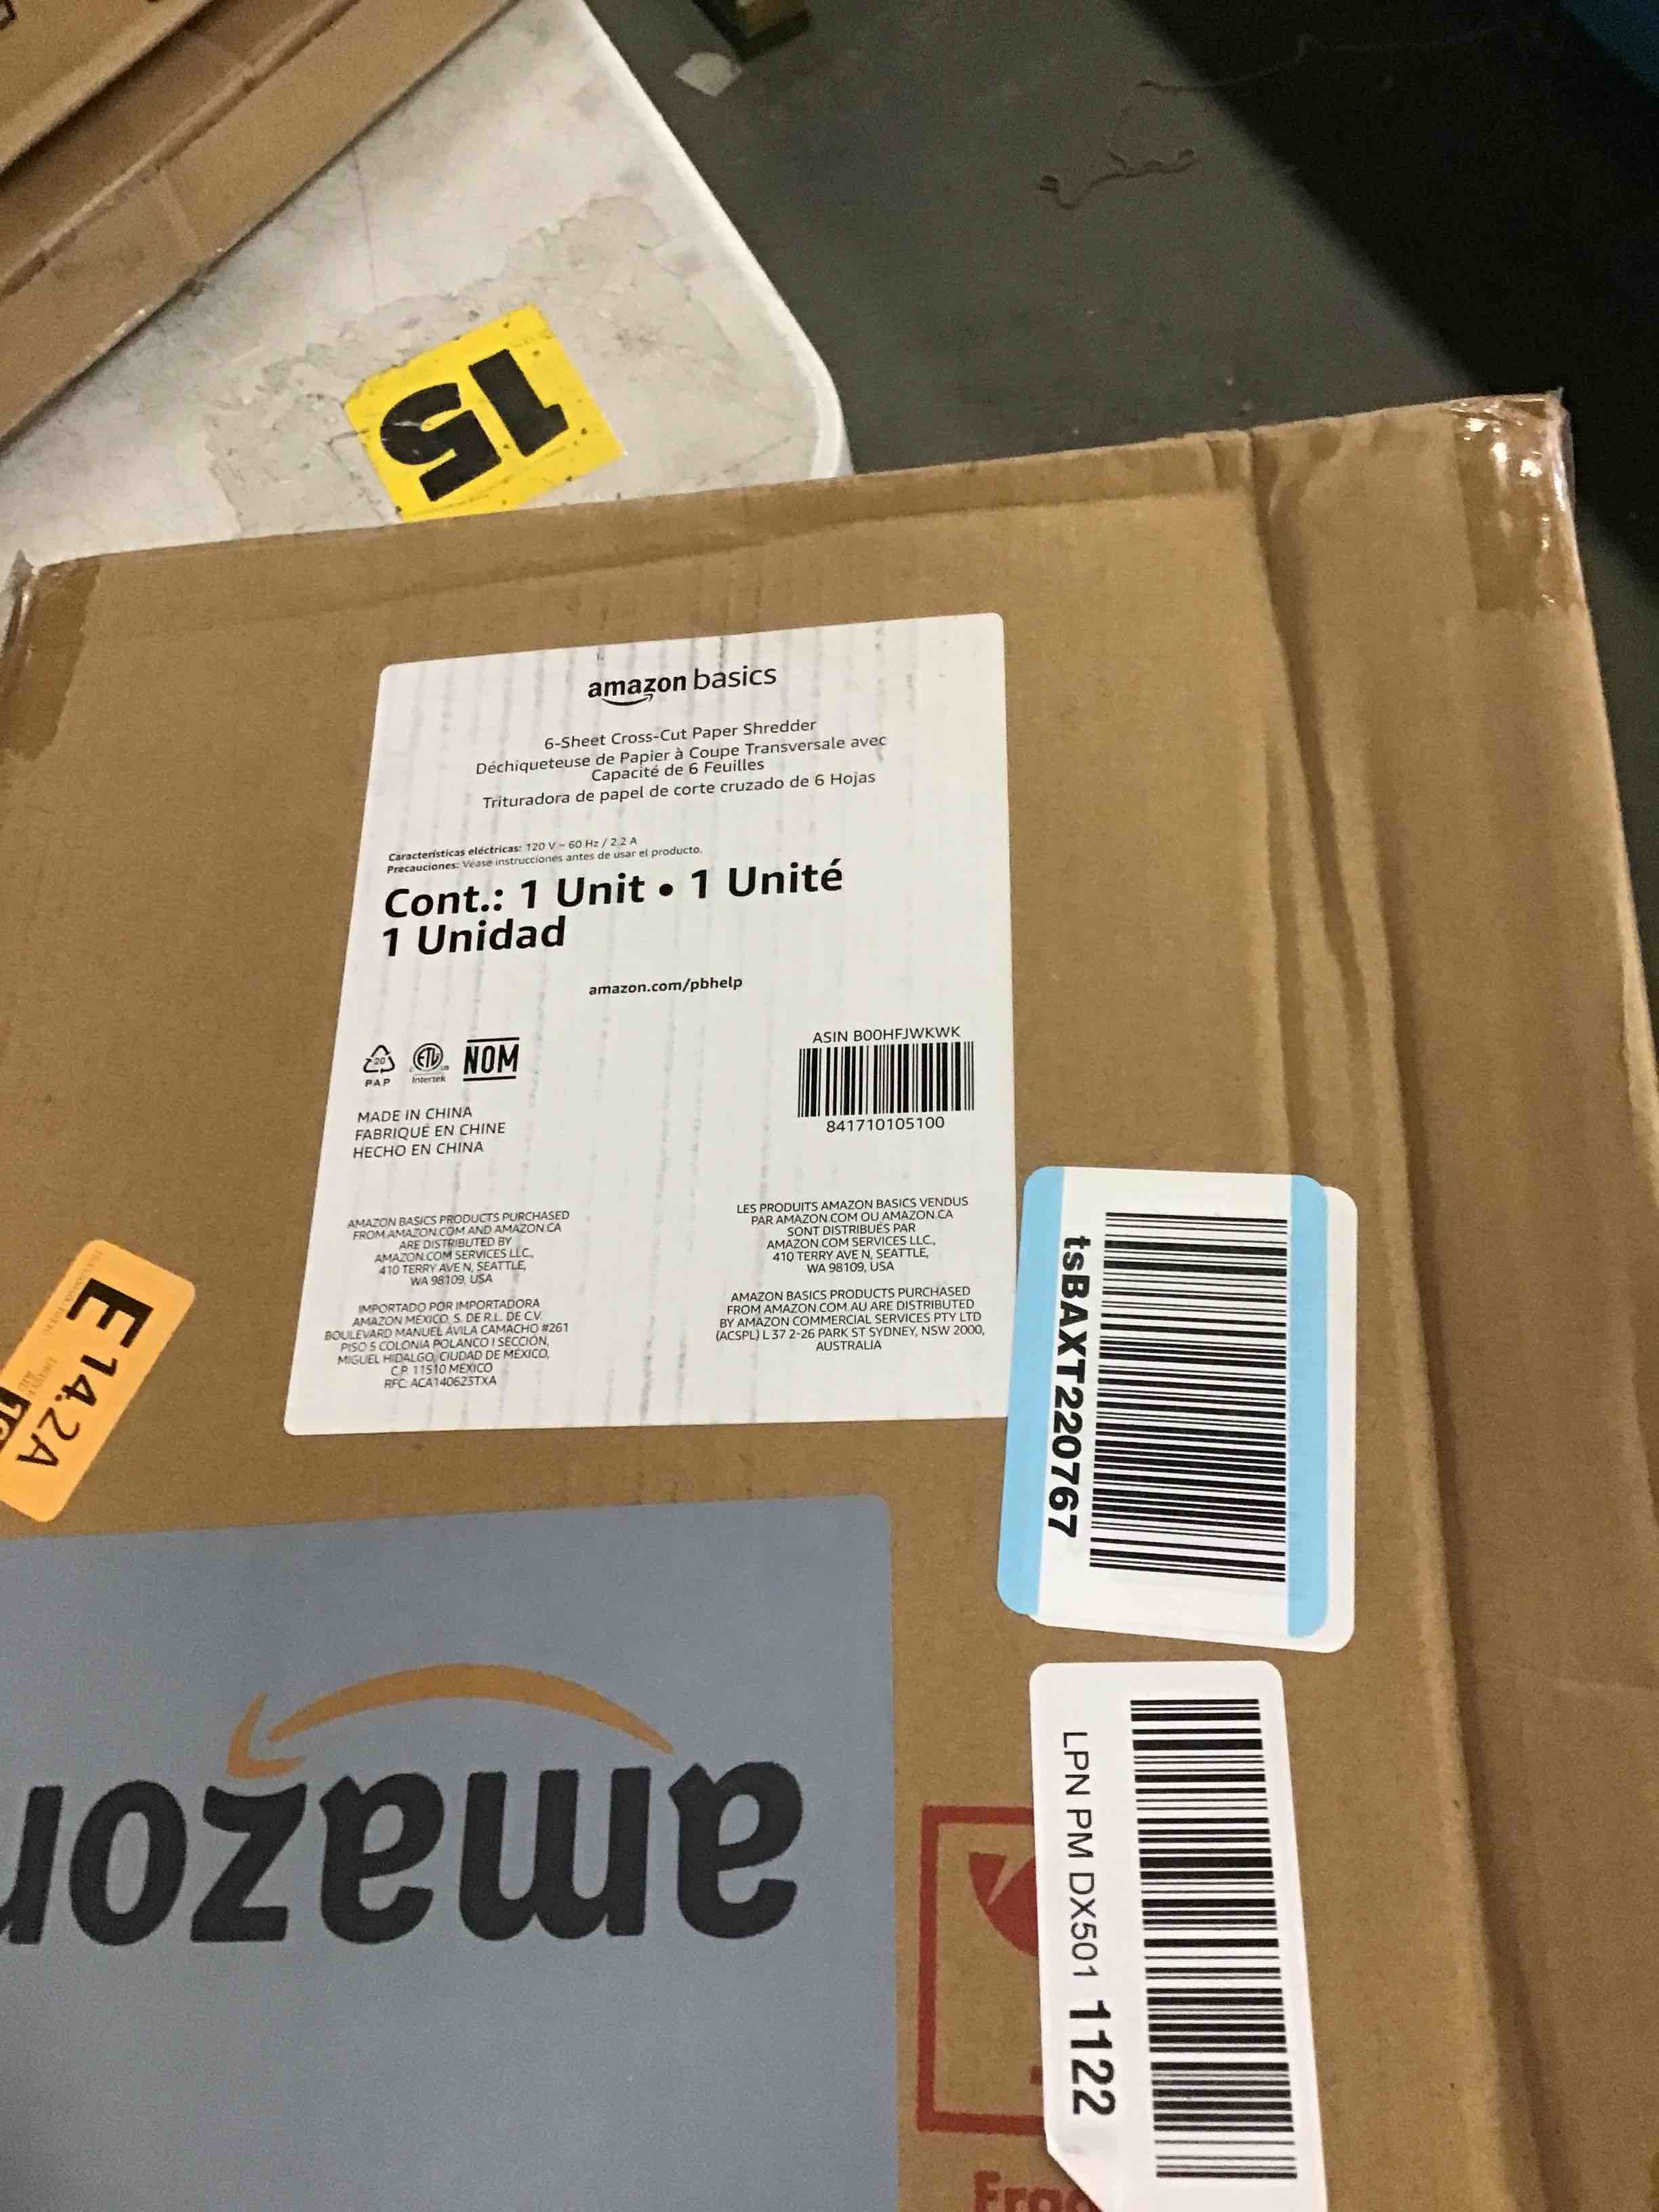 15
amazon basics
6-Sheet Cross-Cut Paper Shredder
Déchiqueteuse de Papier à Coupe Transversale avec
Capacité de 6 Feuilles
Trituradora de papel de corte cruzado de 6 Hojas
Características eléctricas: 120 V ~ 60 Hz / 2.2 A
Precauciones: Véase instrucciones antes de usar el producto.
Cont.: 1 Unit • 1 Unité
1 Unidad
amazon.com/pbhelp
20
PAP
ETL
Intertek
NOM
ASIN B00HFJWKWK
841710105100
MADE IN CHINA
FABRIQUÉ EN CHINE
HECHO EN CHINA
AMAZON BASICS PRODUCTS PURCHASED
FROM AMAZON.COM AND AMAZON.CA
ARE DISTRIBUTED BY
AMAZON.COM SERVICES LLC.,
410 TERRY AVE N, SEATTLE,
WA 98109, USA
IMPORTADO POR IMPORTADORA
AMAZON MÉXICO, S. DE R.L. DE C.V.
BOULEVARD MANUEL ÁVILA CAMACHO #261
PISO 5 COLONIA POLANCO I SECCIÓN,
MIGUEL HIDALGO, CIUDAD DE MÉXICO,
C.P. 11510 MÉXICO
RFC: ACA140623TXA
LES PRODUITS AMAZON BASICS VENDUS
PAR AMAZON.COM OU AMAZON.CA
SONT DISTRIBUÉS PAR
AMAZON.COM SERVICES LLC.,
410 TERRY AVE N, SEATTLE,
WA 98109, USA
AMAZON BASICS PRODUCTS PURCHASED
FROM AMAZON.COM.AU ARE DISTRIBUTED
BY AMAZON COMMERCIAL SERVICES PTY LTD
(ACSPL) L 37 2-26 PARK ST SYDNEY, NSW 2000,
AUSTRALIA
tsBAXT220767
E14.2A
amazon
LPN PM DX501 1122